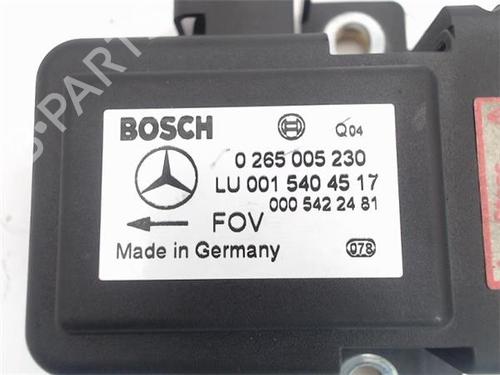 BOSCH
Q04
0 265 005 230
LU 001 540 45 17
000 542 24 81
FOV
Made in Germany
078